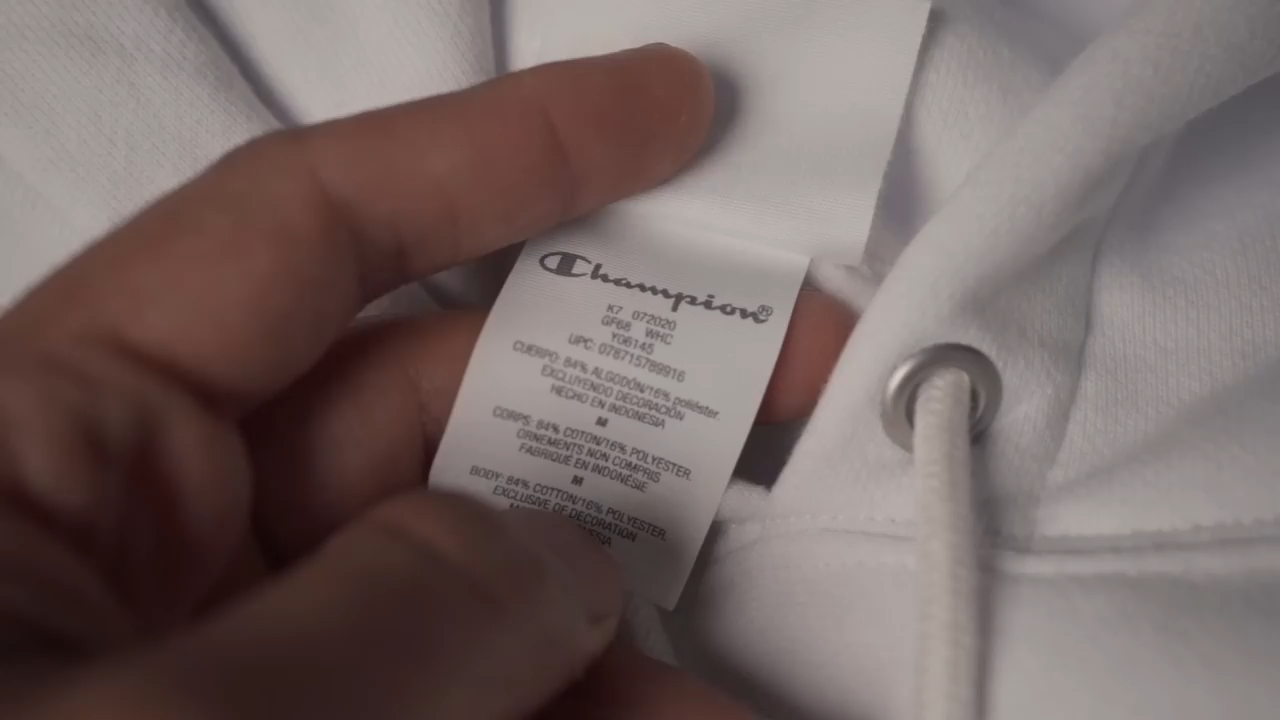 Champion®
K7 072020
GF68 WHC
Y06145
UPC: 078715789916
CUERPO: 84% ALGODÓN/16% poliéster.
EXCLUYENDO DECORACIÓN
HECHO EN INDONESIA
M
CORPS: 84% COTON/16% POLYESTER.
ORNEMENTS NON COMPRIS
FABRIQUÉ EN INDONÉSIE
M
BODY: 84% COTTON/16% POLYESTER.
EXCLUSIVE OF DECORATION